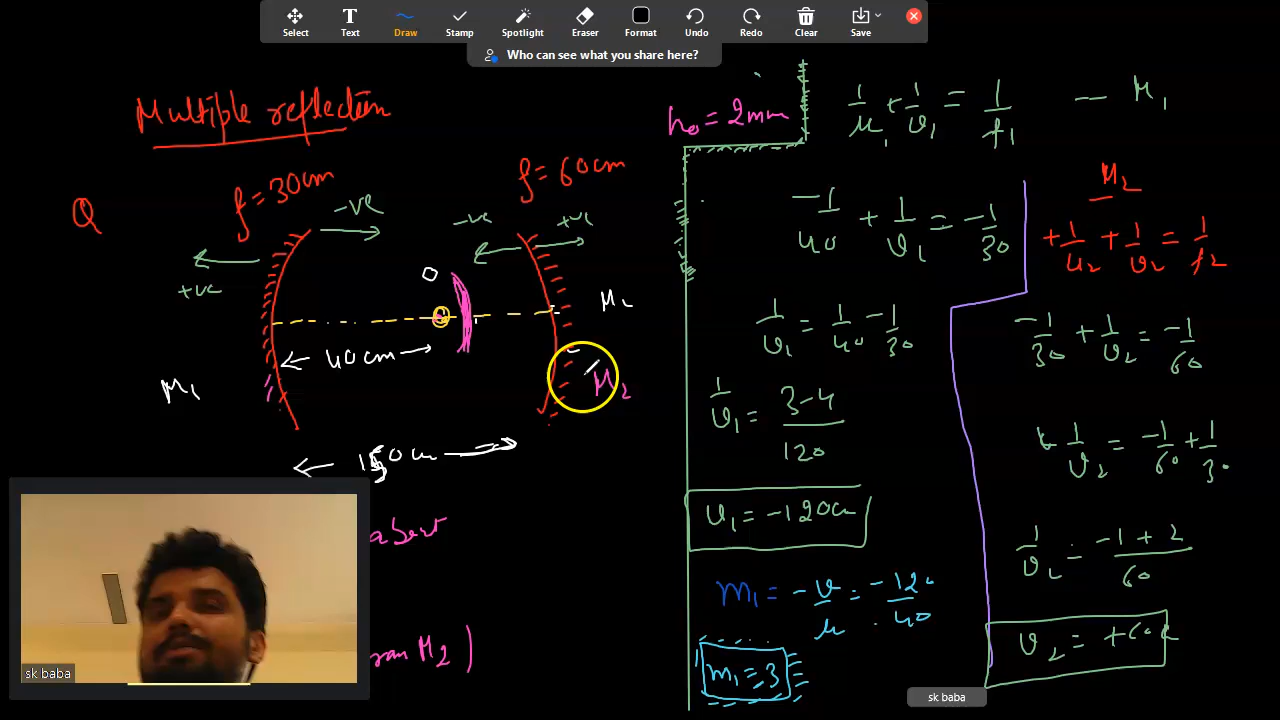 Select Text Draw Stamp Spotlight Eraser Format Undo Redo Clear Save
Who can see what you share here?
Multiple reflection
Q
f = 30cm
f = 60cm
-ve
+ve
-ve
+ve
O
40cm
M1
M2
M2
150cm
h0 = 2mm
1/u1 + 1/v1 = 1/f1 — M1
-1/40 + 1/v1 = -1/30
1/v1 = 1/40 - 1/30
1/v1 = 3-4/120
v1 = -120cm
m1 = -v/u = -120/40
m1 = -3
M2
+1/u2 + 1/v2 = 1/f2
-1/30 + 1/v2 = -1/60
1/v2 = -1/60 + 1/30
1/v2 = -1+2/60
v2 = +60
M2)
sk baba
sk baba